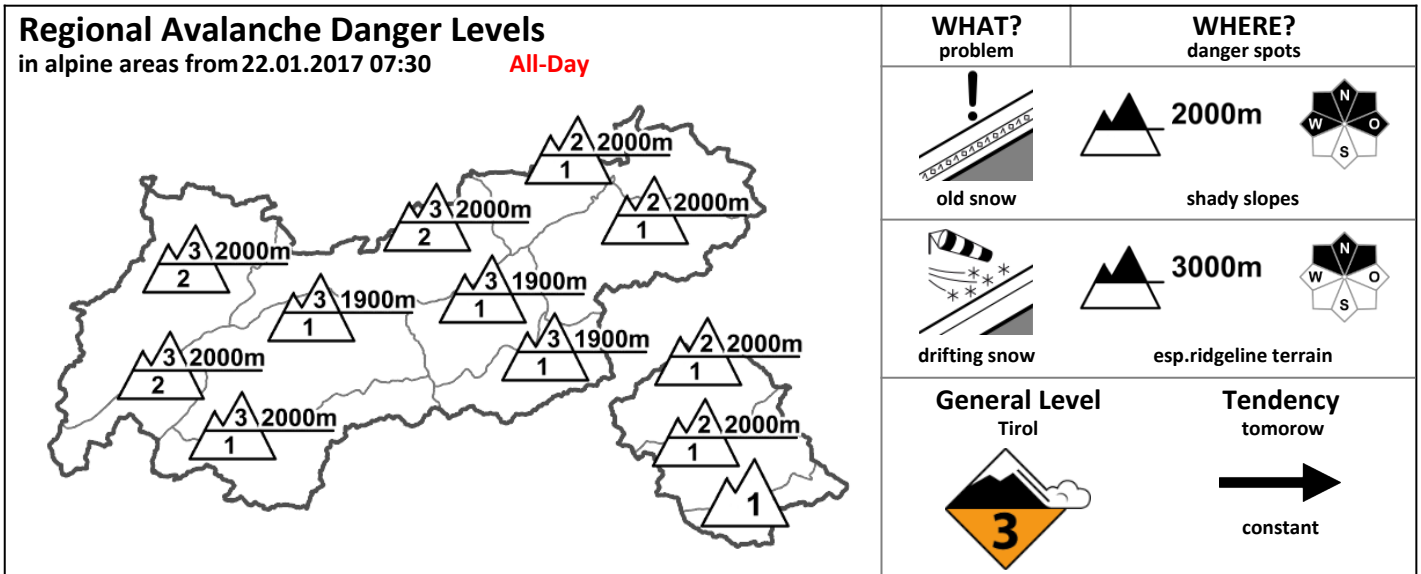 Regional Avalanche Danger Levels
in alpine areas from 22.01.2017 07:30 All-Day
2 2000m
1
3 2000m
2
2 2000m
1
3 2000m
2
3 1900m
1
3 1900m
1
3 1900m
1
3 2000m
2
2 2000m
1
3 2000m
1
2 2000m
1
1
WHAT?
problem
WHERE?
danger spots
old snow
2000m
N
W O
S
shady slopes
drifting snow
3000m
N
W O
S
esp.ridgeline terrain
General Level
Tirol
3
Tendency
tomorow
constant